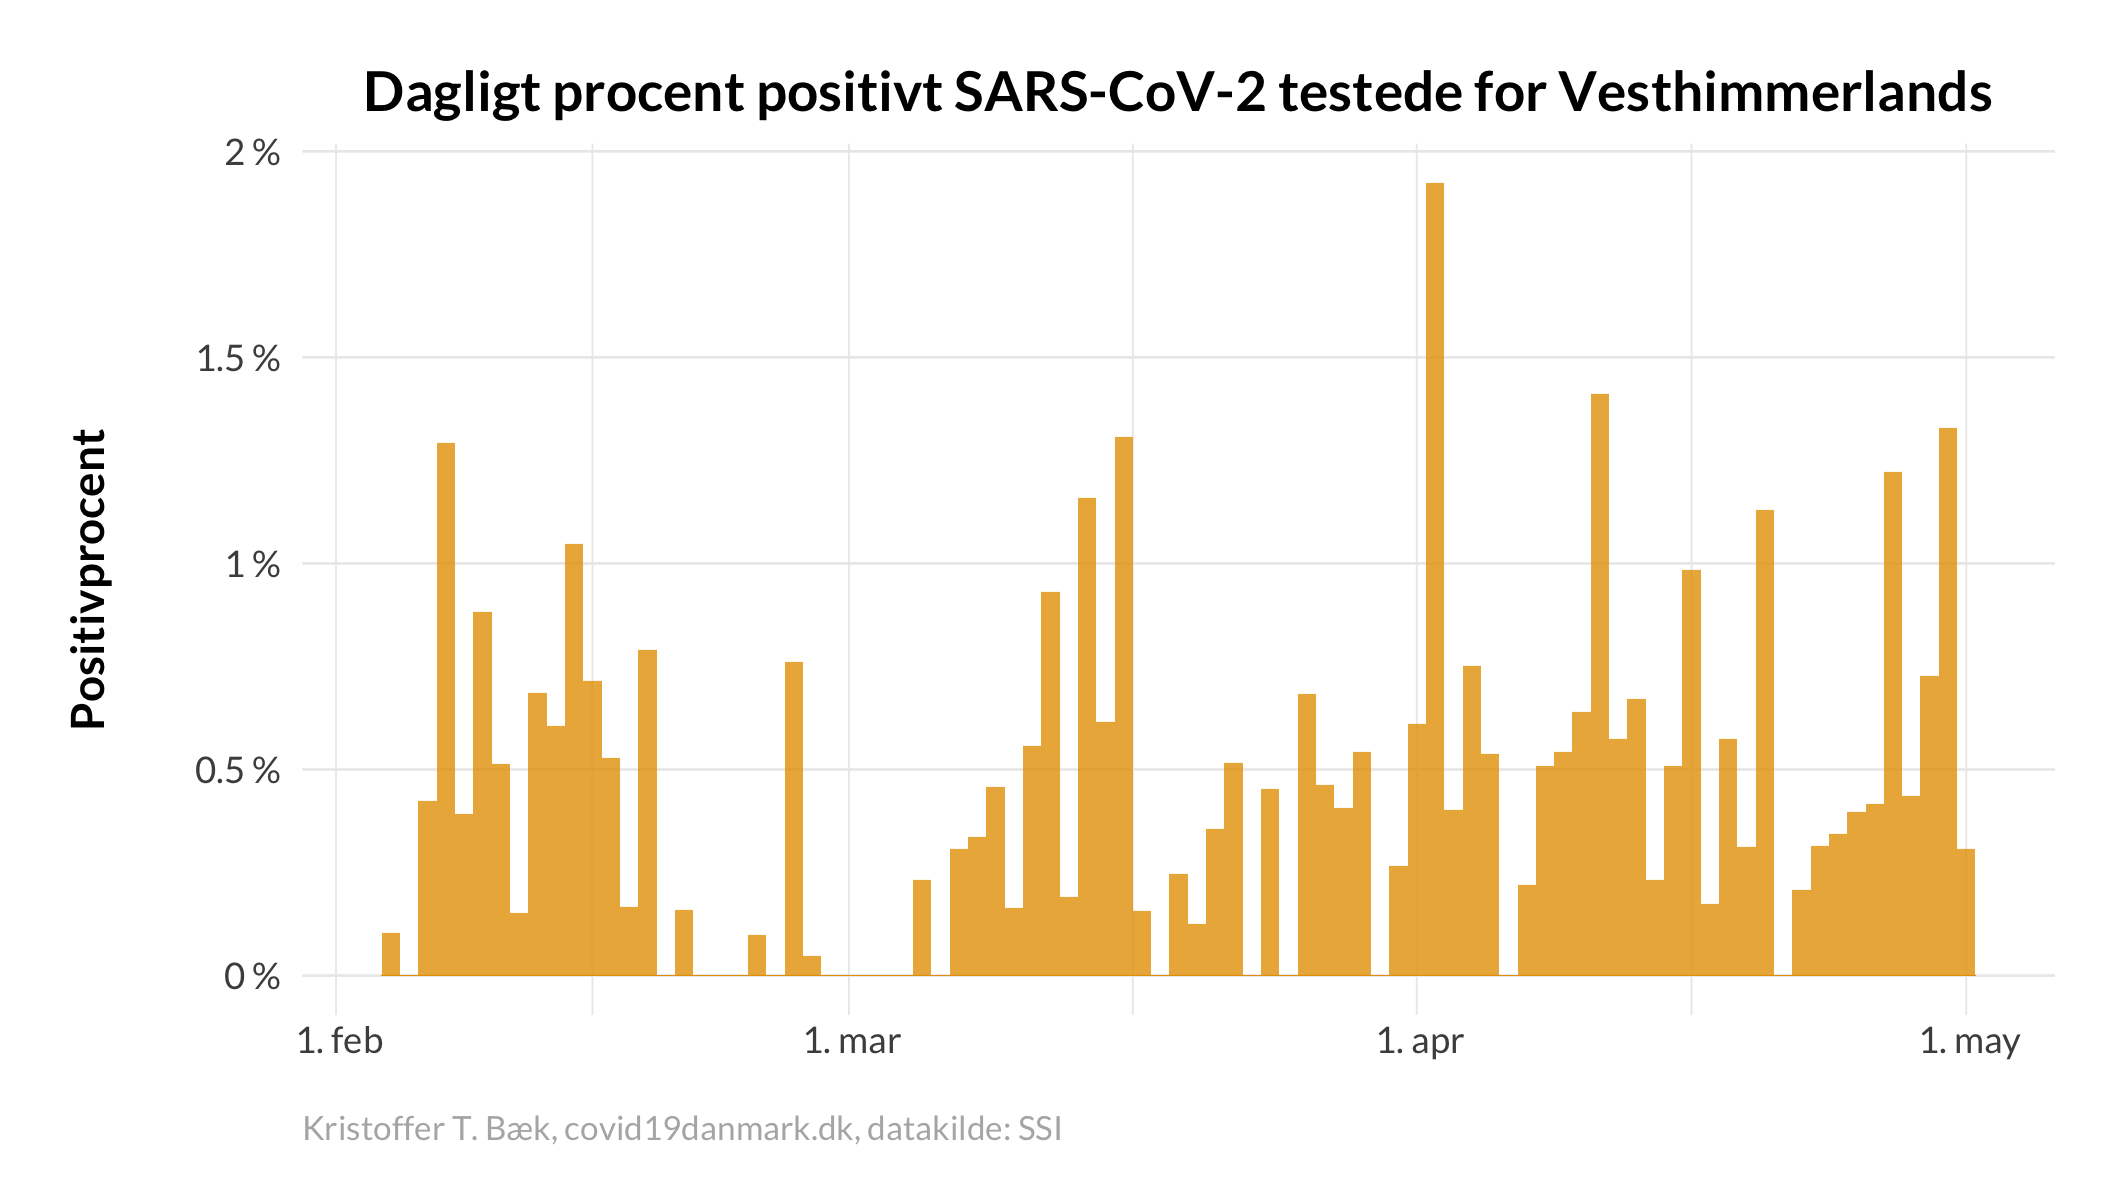 Dagligt procent positivt SARS-CoV-2 testede for Vesthimmerlands
Positivprocent
2 %
1.5 %
1 %
0.5 %
0 %
1. feb
1. mar
1. apr
1. may
Kristoffer T. Bæk, covid19danmark.dk, datakilde: SSI